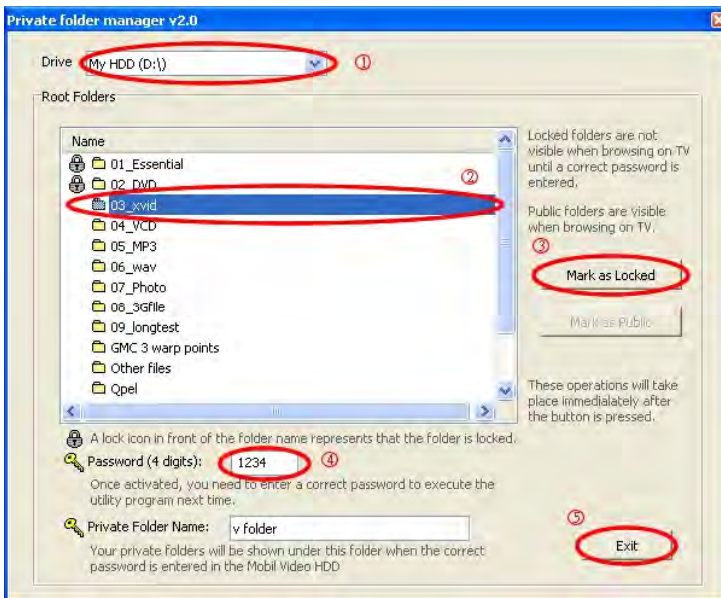 Private folder manager v2.0
Drive
My HDD (D:\)
①
Root Folders
Name
01_Essential
02_DVD
②
03_xvid
04_VCD
05_MP3
06_wav
07_Photo
08_3Gfile
09_longtest
GMC 3 warp points
Other files
Qpel
Locked folders are not
visible when browsing on TV
until a correct password is
entered.
Public folders are visible
when browsing on TV.
③
Mark as Locked
Mark as Public
These operations will take
place immedialately after
the button is pressed.
A lock icon in front of the folder name represents that the folder is locked.
Password (4 digits):
1234
④
Once activated, you need to enter a correct password to execute the
utility program next time.
Private Folder Name:
v folder
Your private folders will be shown under this folder when the correct
password is entered in the Mobil Video HDD
⑤
Exit